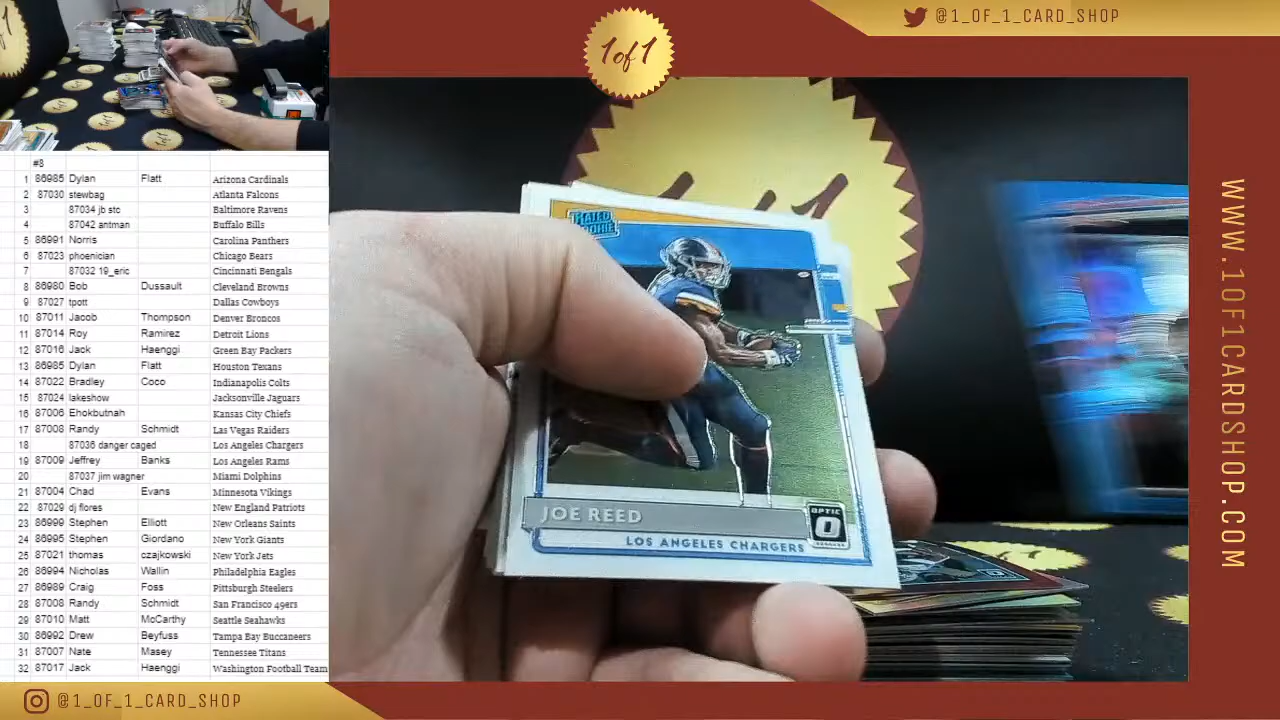 @1_OF_1_CARD_SHOP
1of1
#8
1 86985 Dylan Flatt Arizona Cardinals
2 87030 stewbag Atlanta Falcons
3 87034 jb stc Baltimore Ravens
4 87042 antman Buffalo Bills
5 86991 Norris Carolina Panthers
6 87023 phoenician Chicago Bears
7 87032 19_eric Cincinnati Bengals
8 86980 Bob Dussault Cleveland Browns
9 87027 tpott Dallas Cowboys
10 87011 Jacob Thompson Denver Broncos
11 87014 Roy Ramirez Detroit Lions
12 87016 Jack Haenggi Green Bay Packers
13 86985 Dylan Flatt Houston Texans
14 87022 Bradley Coco Indianapolis Colts
15 87024 lakeshow Jacksonville Jaguars
16 87006 Ehokbutnah Kansas City Chiefs
17 87008 Randy Schmidt Las Vegas Raiders
18 87036 danger caged Los Angeles Chargers
19 87009 Jeffrey Banks Los Angeles Rams
20 87037 jim wagner Miami Dolphins
21 87004 Chad Evans Minnesota Vikings
22 87029 dj flores New England Patriots
23 86999 Stephen Elliott New Orleans Saints
24 86995 Stephen Giordano New York Giants
25 87021 thomas czajkowski New York Jets
26 86994 Nicholas Wallin Philadelphia Eagles
27 86989 Craig Foss Pittsburgh Steelers
28 87008 Randy Schmidt San Francisco 49ers
29 87010 Matt McCarthy Seattle Seahawks
30 86992 Drew Beyfuss Tampa Bay Buccaneers
31 87007 Nate Masey Tennessee Titans
32 87017 Jack Haenggi Washington Football Team
RATED
ROOKIE
JOE REED
LOS ANGELES CHARGERS
OPTIC
WWW.1OF1CARDSHOP.COM
@1_OF_1_CARD_SHOP